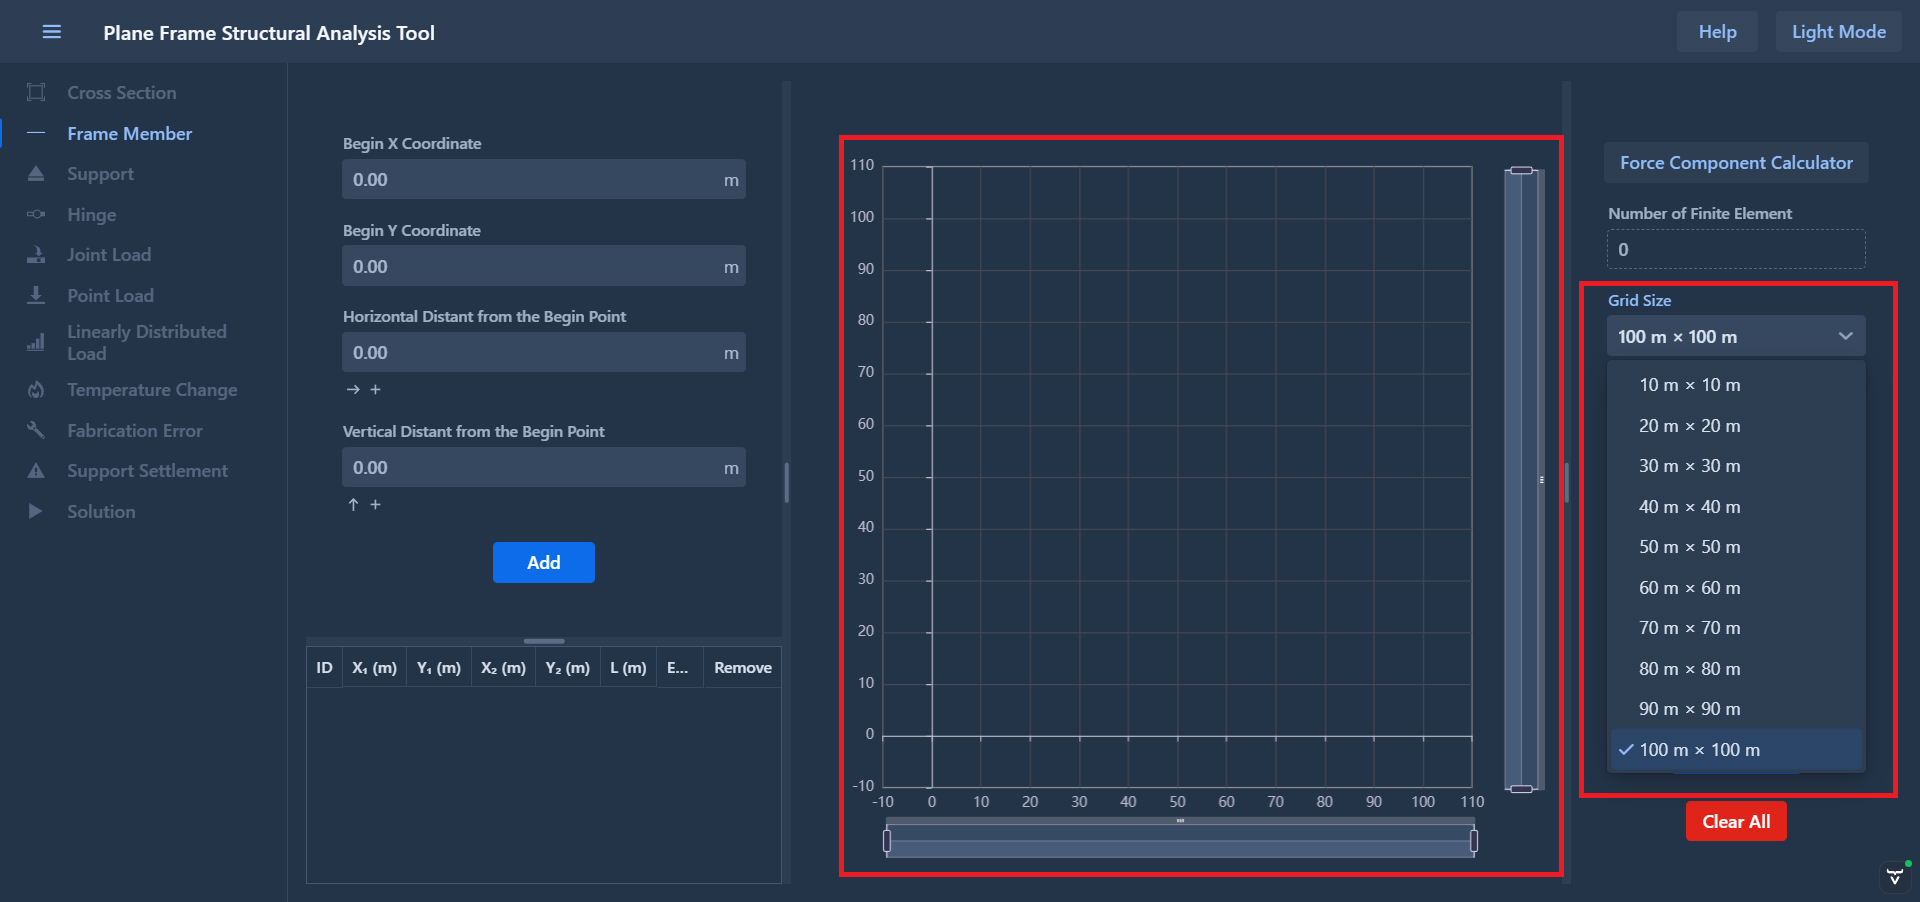 Plane Frame Structural Analysis Tool
Help
Light Mode
Cross Section
Frame Member
Support
Hinge
Joint Load
Point Load
Linearly Distributed
Load
Temperature Change
Fabrication Error
Support Settlement
Solution
Begin X Coordinate
0.00 m
Begin Y Coordinate
0.00 m
Horizontal Distant from the Begin Point
0.00 m
→ +
Vertical Distant from the Begin Point
0.00 m
↑ +
Add
ID X₁ (m) Y₁ (m) X₂ (m) Y₂ (m) L (m) E... Remove
110
100
90
80
70
60
50
40
30
20
10
0
-10
-10 0 10 20 30 40 50 60 70 80 90 100 110
Force Component Calculator
Number of Finite Element
0
Grid Size
100 m × 100 m
10 m × 10 m
20 m × 20 m
30 m × 30 m
40 m × 40 m
50 m × 50 m
60 m × 60 m
70 m × 70 m
80 m × 80 m
90 m × 90 m
100 m × 100 m
Clear All